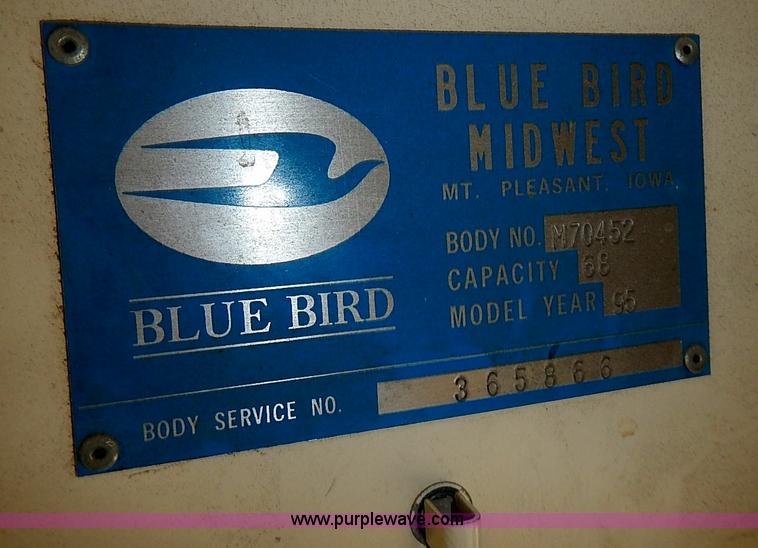 BLUE BIRD
MIDWEST
MT. PLEASANT, IOWA.
BODY NO. M70452
CAPACITY 68
MODEL YEAR 95
BLUE BIRD
BODY SERVICE NO. 365866
www.purplewave.com